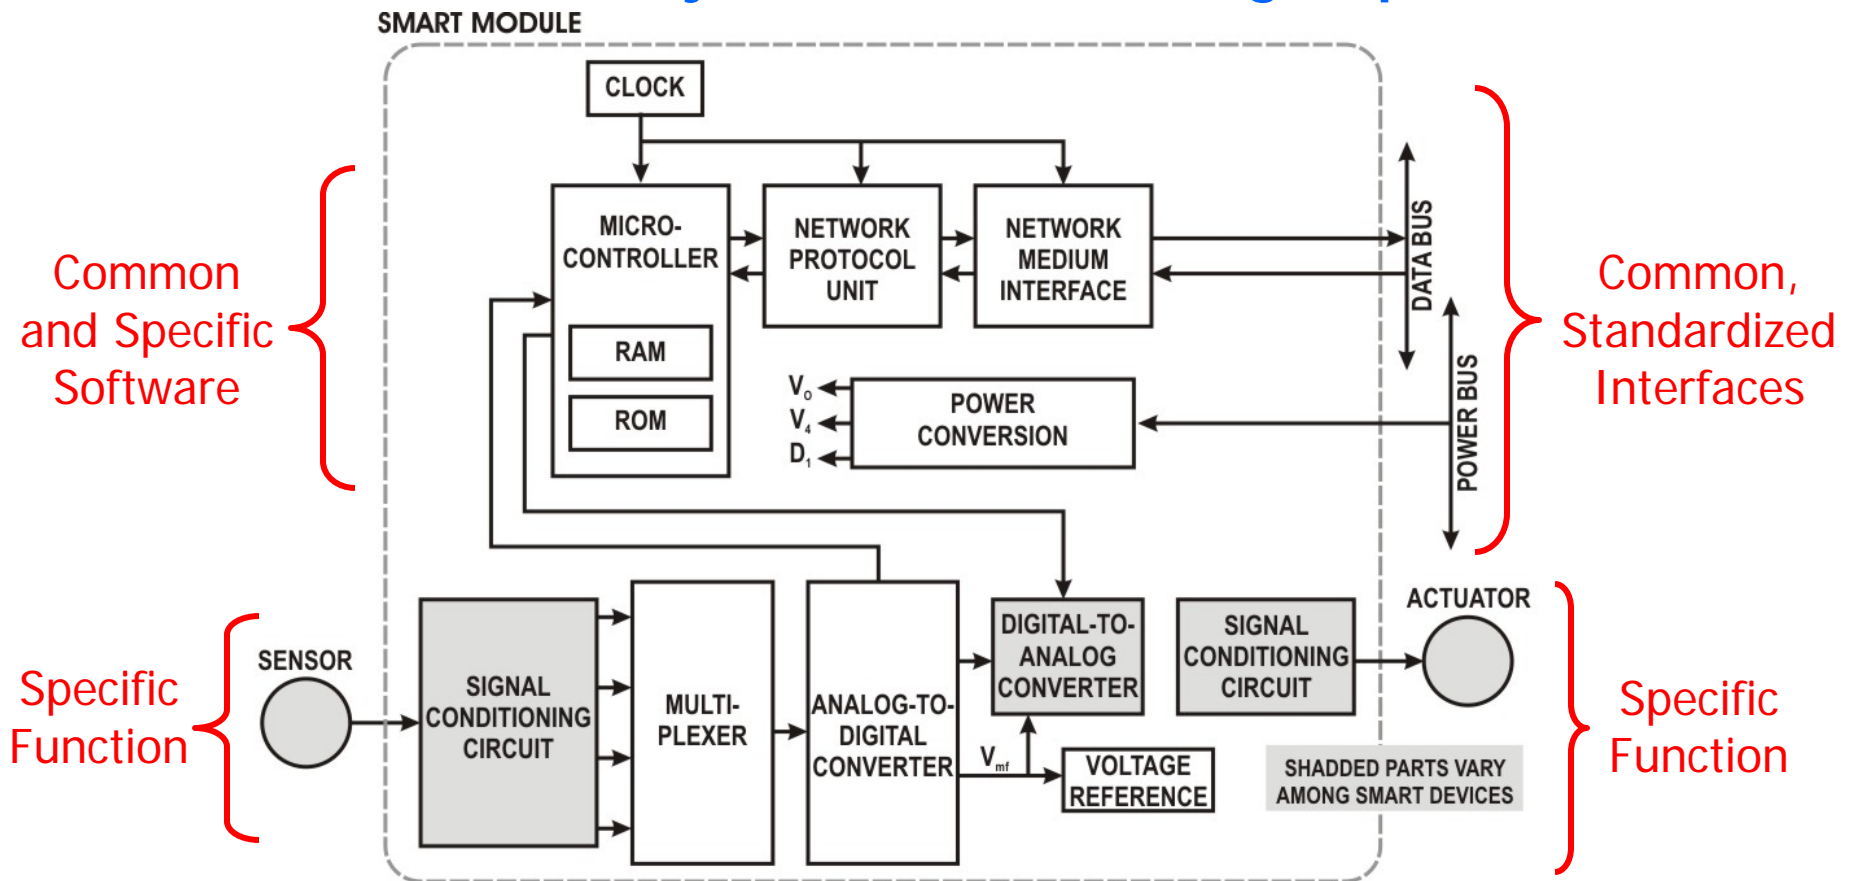 SMART MODULE
CLOCK
MICRO-
CONTROLLER
RAM
ROM
NETWORK
PROTOCOL
UNIT
NETWORK
MEDIUM
INTERFACE
DATA BUS
POWER BUS
V₀
V₄
D₁
POWER
CONVERSION
Common
and Specific
Software
Common,
Standardized
Interfaces
Specific
Function
SENSOR
SIGNAL
CONDITIONING
CIRCUIT
MULTI-
PLEXER
ANALOG-TO-
DIGITAL
CONVERTER
DIGITAL-TO-
ANALOG
CONVERTER
Vmf
VOLTAGE
REFERENCE
SIGNAL
CONDITIONING
CIRCUIT
ACTUATOR
SHADDED PARTS VARY
AMONG SMART DEVICES
Specific
Function